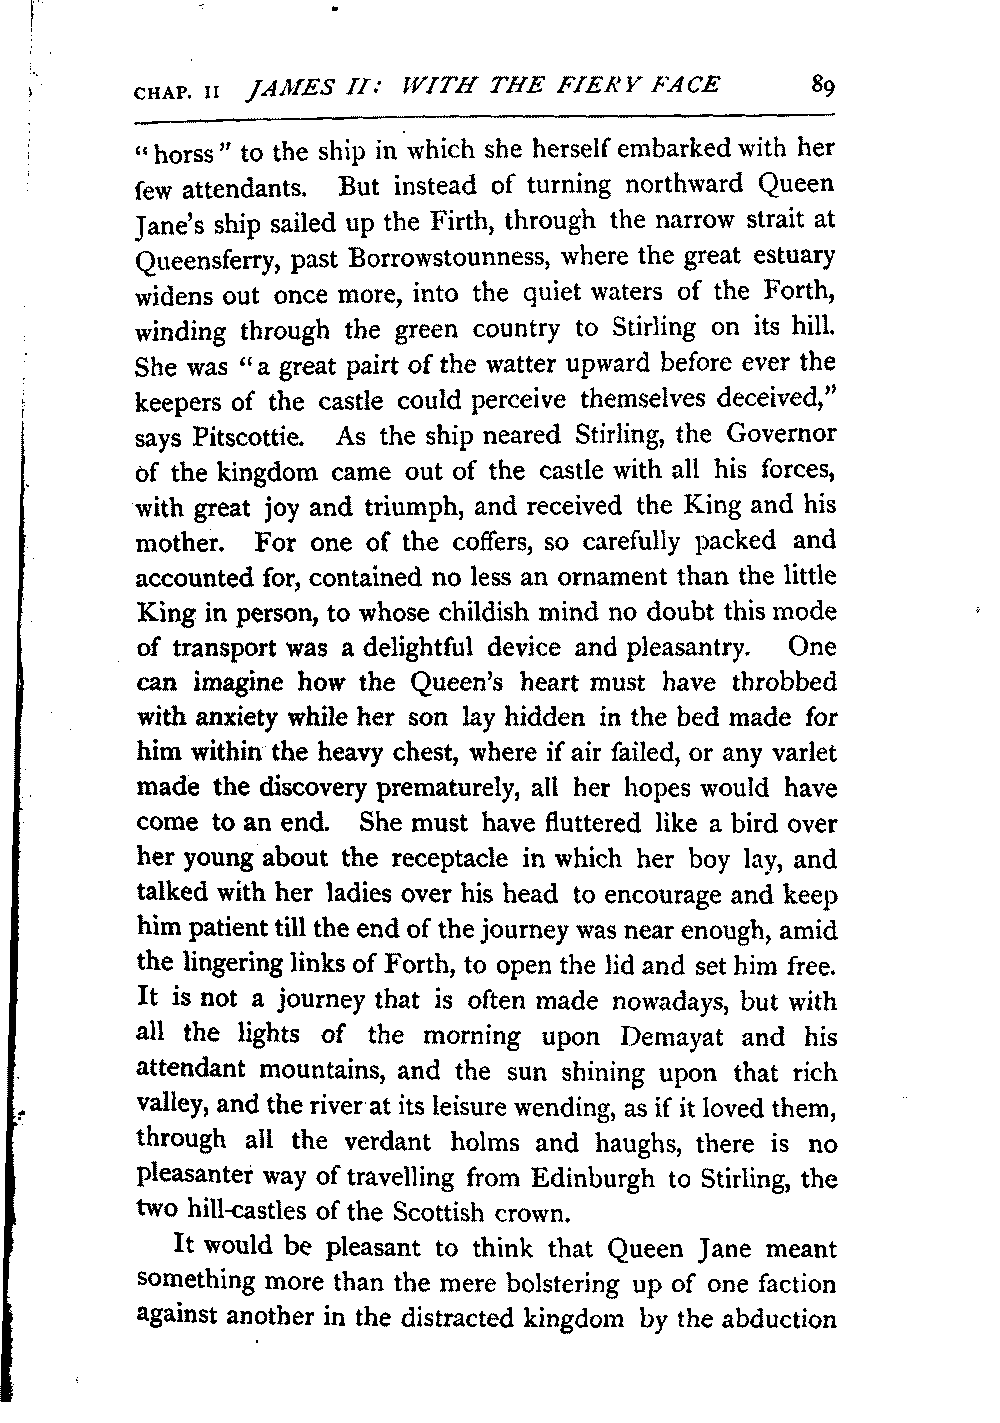 CHAP. II JAMES II: WITH THE FIERY FACE 89
"horss" to the ship in which she herself embarked with her
few attendants. But instead of turning northward Queen
Jane's ship sailed up the Firth, through the narrow strait at
Queensferry, past Borrowstounness, where the great estuary
widens out once more, into the quiet waters of the Forth,
winding through the green country to Stirling on its hill.
She was "a great pairt of the watter upward before ever the
keepers of the castle could perceive themselves deceived,"
says Pitscottie. As the ship neared Stirling, the Governor
of the kingdom came out of the castle with all his forces,
with great joy and triumph, and received the King and his
mother. For one of the coffers, so carefully packed and
accounted for, contained no less an ornament than the little
King in person, to whose childish mind no doubt this mode
of transport was a delightful device and pleasantry. One
can imagine how the Queen's heart must have throbbed
with anxiety while her son lay hidden in the bed made for
him within the heavy chest, where if air failed, or any varlet
made the discovery prematurely, all her hopes would have
come to an end. She must have fluttered like a bird over
her young about the receptacle in which her boy lay, and
talked with her ladies over his head to encourage and keep
him patient till the end of the journey was near enough, amid
the lingering links of Forth, to open the lid and set him free.
It is not a journey that is often made nowadays, but with
all the lights of the morning upon Demayat and his
attendant mountains, and the sun shining upon that rich
valley, and the river at its leisure wending, as if it loved them,
through all the verdant holms and haughs, there is no
pleasanter way of travelling from Edinburgh to Stirling, the
two hill-castles of the Scottish crown.
It would be pleasant to think that Queen Jane meant
something more than the mere bolstering up of one faction
against another in the distracted kingdom by the abduction